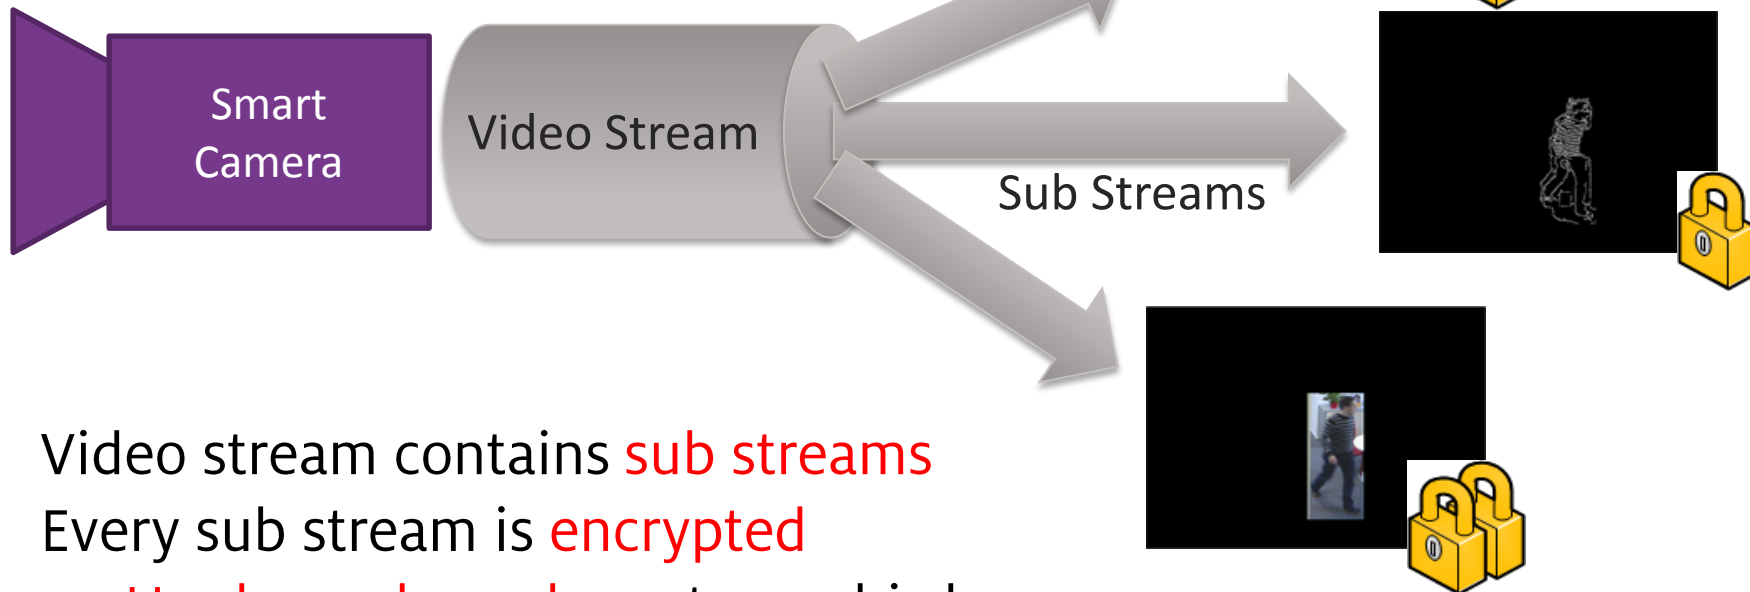 Smart
Camera
Video Stream
Sub Streams
Video stream contains sub streams
Every sub stream is encrypted